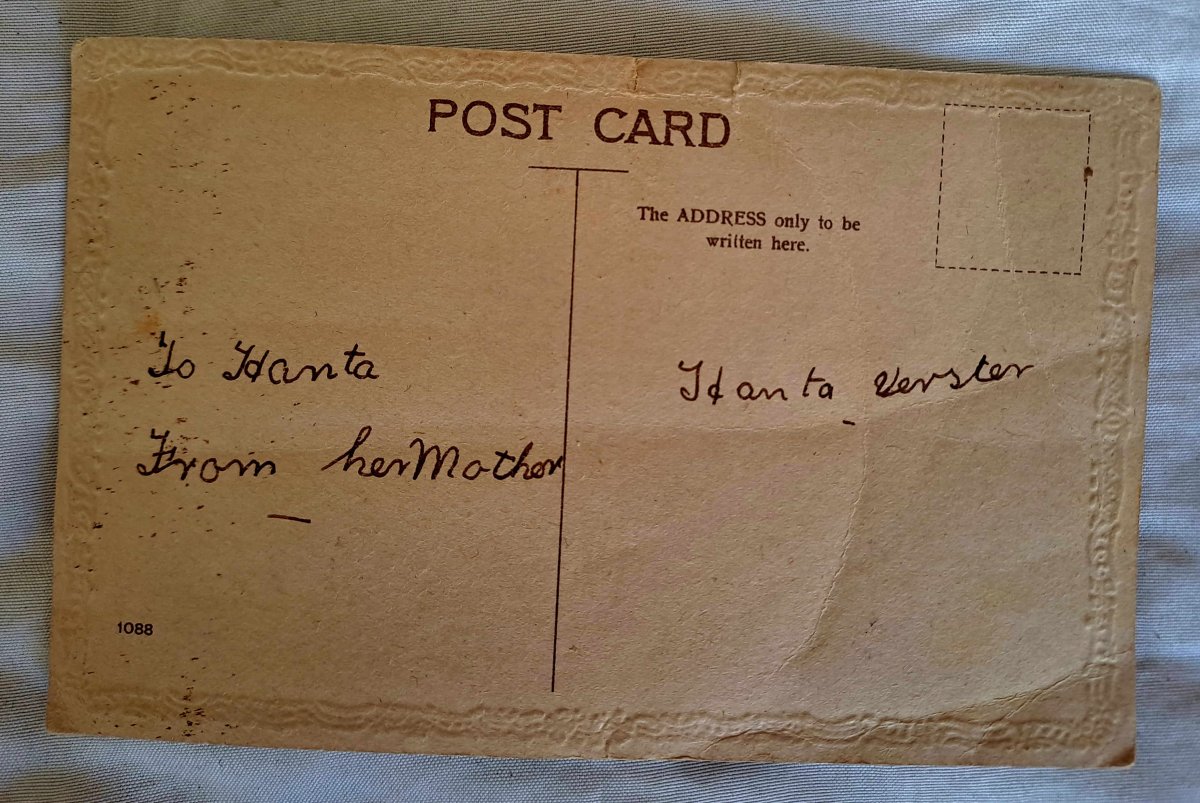 POST CARD
The ADDRESS only to be
written here.
To Hanta
From her Mother
Hanta Verster
1088